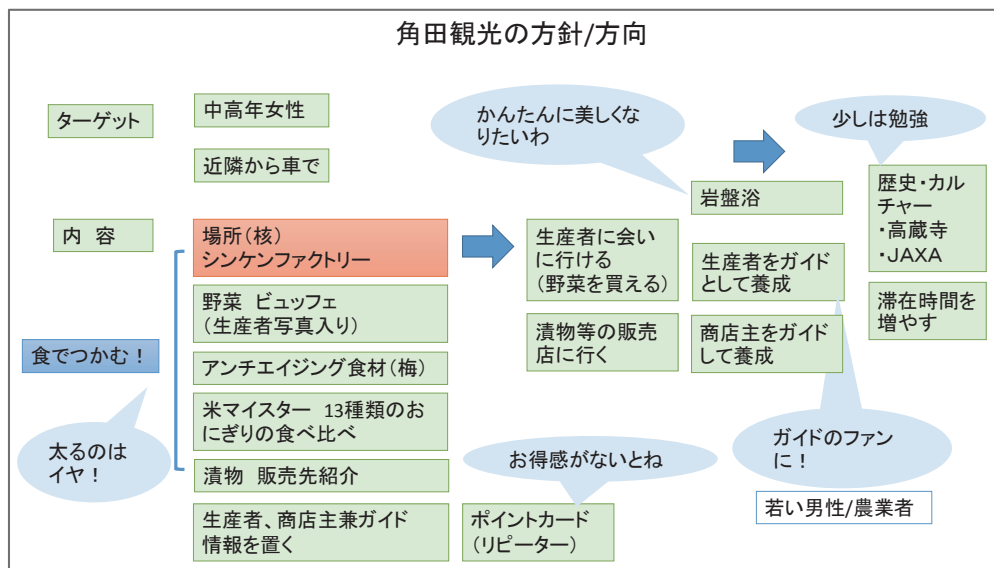 角田観光の方針/方向
ターゲット
中高年女性
近隣から車で
かんたんに美しくな
りたいわ
少しは勉強
内 容
場所(核)
シンケンファクトリー
野菜 ビュッフェ
(生産者写真入り)
アンチエイジング食材(梅)
米マイスター 13種類のお
にぎりの食べ比べ
漬物 販売先紹介
生産者、商店主兼ガイド
情報を置く
食でつかむ!
太るのは
イヤ!
生産者に会い
に行ける
(野菜を買える)
漬物等の販売
店に行く
お得感がないとね
ポイントカード
(リピーター)
岩盤浴
生産者をガイド
として養成
商店主をガイド
して養成
歴史・カル
チャー
・高蔵寺
・JAXA
滞在時間を
増やす
ガイドのファン
に!
若い男性/農業者